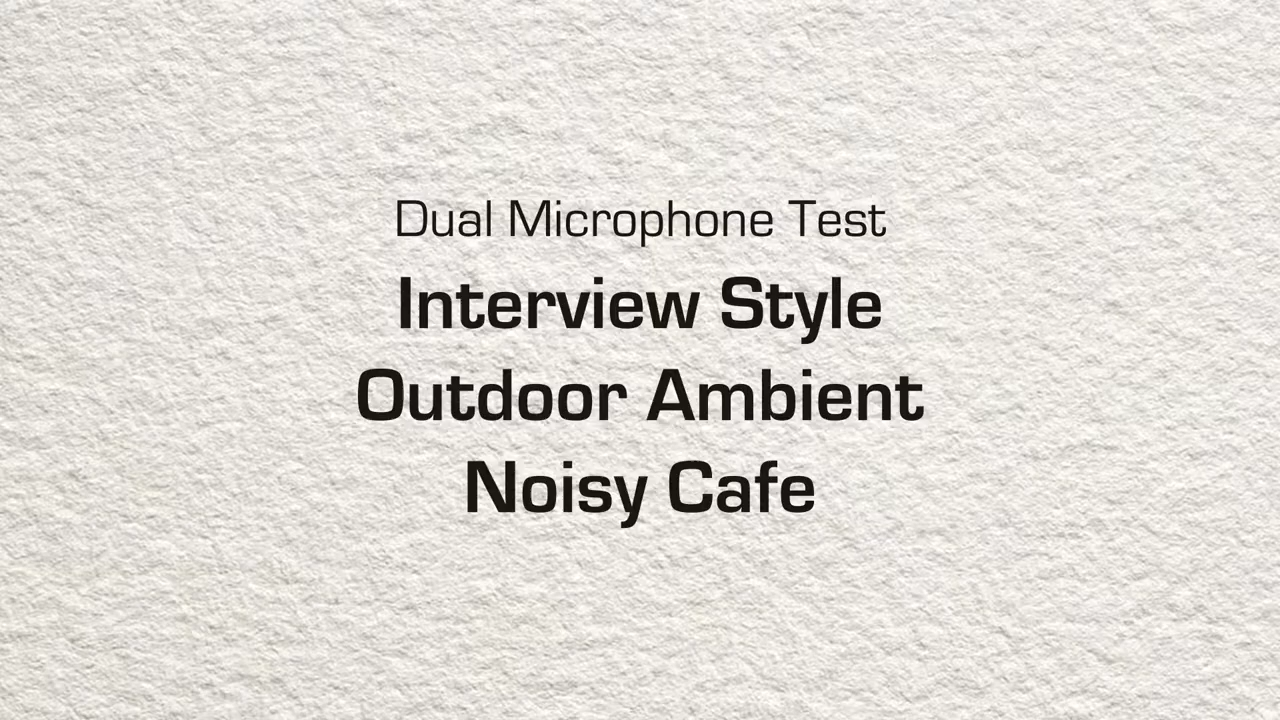 Dual Microphone Test
Interview Style
Outdoor Ambient
Noisy Cafe